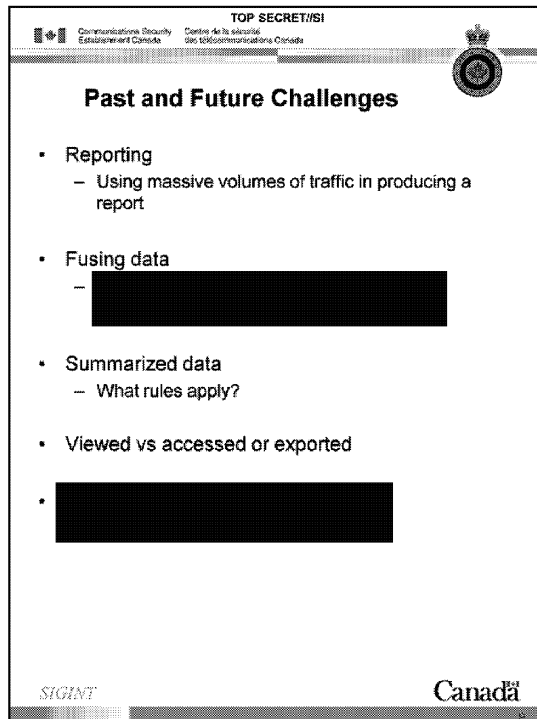 TOP SECRET//SI
Communications Security Centre de la sécurité
Establishment Canada des télécommunications Canada
Past and Future Challenges
• Reporting
– Using massive volumes of traffic in producing a
report
• Fusing data
–
• Summarized data
– What rules apply?
• Viewed vs accessed or exported
•
SIGINT
Canada